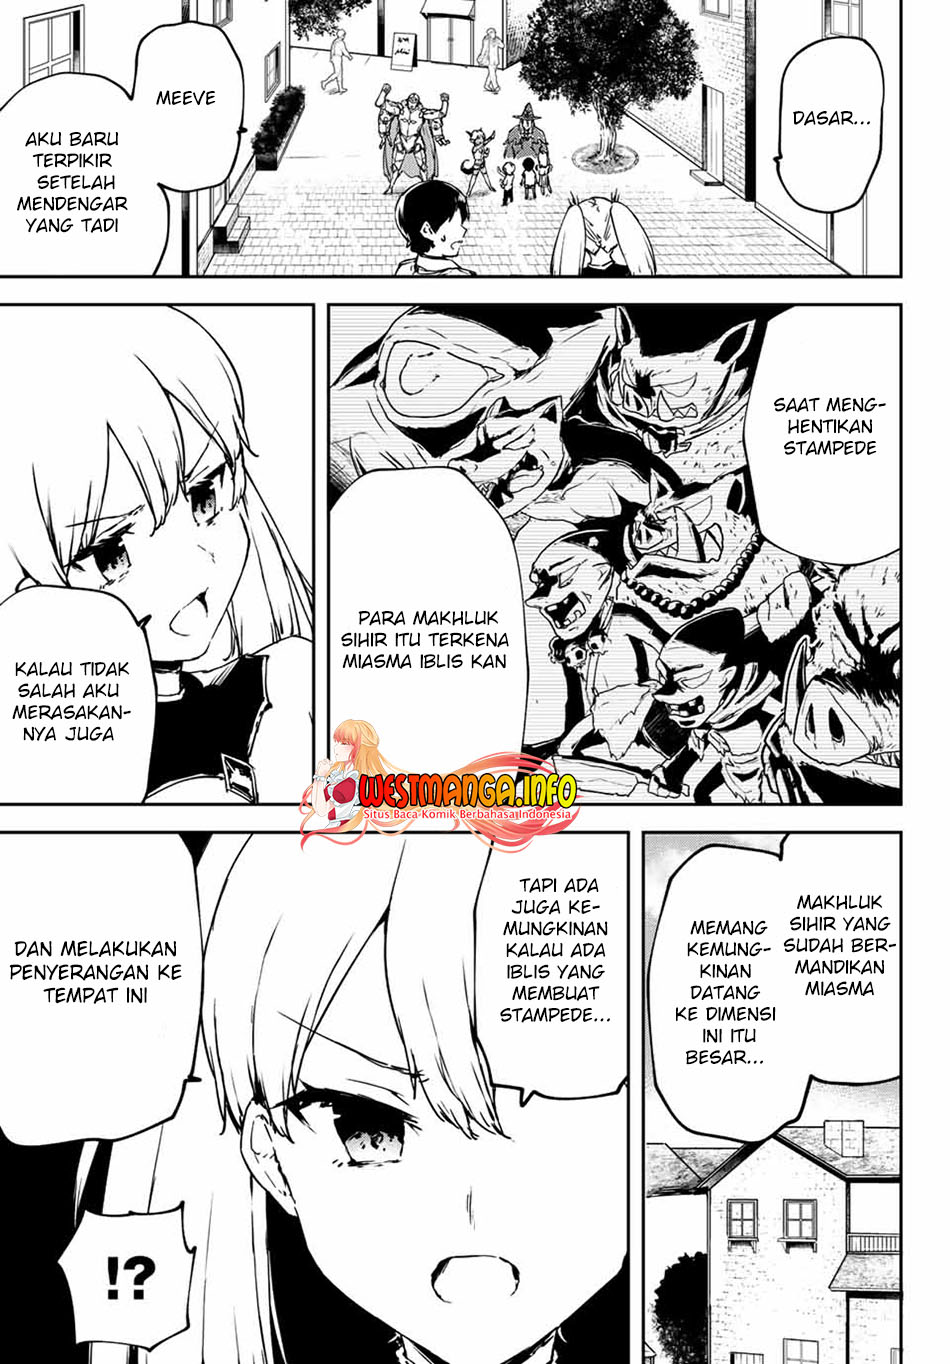 DASAR...
MEEVE
AKU BARU
TERPIKIR
SETELAH
MENDENGAR
YANG TADI
SAAT MENG-
HENTIKAN
STAMPEDE
PARA MAKHLUK
SIHIR ITU TERKENA
MIASMA IBLIS KAN
KALAU TIDAK
SALAH AKU
MERASAKAN-
NYA JUGA
WESTMANGA.INFO
Situs Baca Komik Berbahasa Indonesia
MAKHLUK
SIHIR YANG
SUDAH BER-
MANDIKAN
MIASMA
MEMANG
KEMUNG-
KINAN
DATANG
KE DIMENSI
INI ITU
BESAR...
TAPI ADA
JUGA KE-
MUNGKINAN
KALAU ADA
IBLIS YANG
MEMBUAT
STAMPEDE...
DAN MELAKUKAN
PENYERANGAN KE
TEMPAT INI
!?